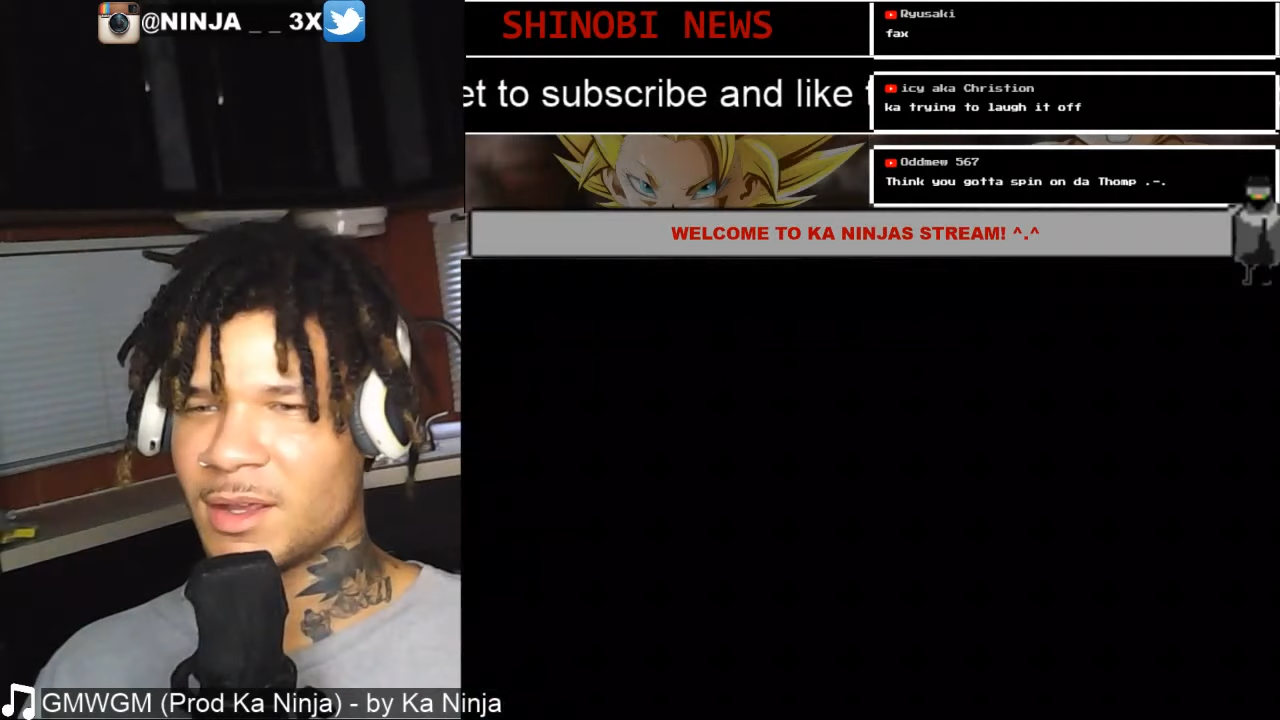 @NINJA _ _ 3X
SHINOBI NEWS
et to subscribe and like
Ryusaki
fax
icy aka Christion
ka trying to laugh it off
Oddmew 567
Think you gotta spin on da Thomp .-.
WELCOME TO KA NINJAS STREAM! ^.^
GMWGM (Prod Ka Ninja) - by Ka Ninja